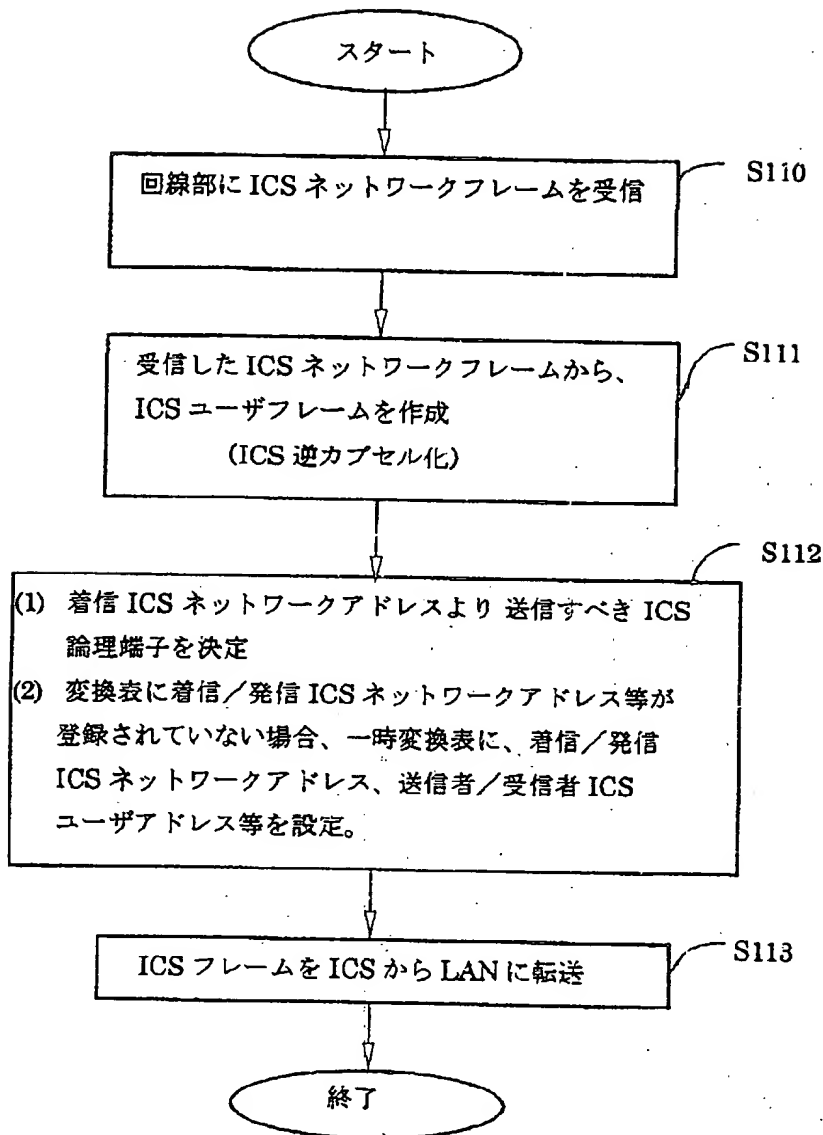 スタート
回線部に ICS ネットワークフレームを受信
S110
受信した ICS ネットワークフレームから、
ICS ユーザフレームを作成
(ICS 逆カプセル化)
S111
S112
(1) 着信 ICS ネットワークアドレスより 送信すべき ICS
論理端子を決定
(2) 変換表に着信／発信 ICS ネットワークアドレス等が
登録されていない場合、一時変換表に、着信／発信
ICS ネットワークアドレス、送信者／受信者 ICS
ユーザアドレス等を設定。
ICS フレームを ICS から LAN に転送
S113
終了